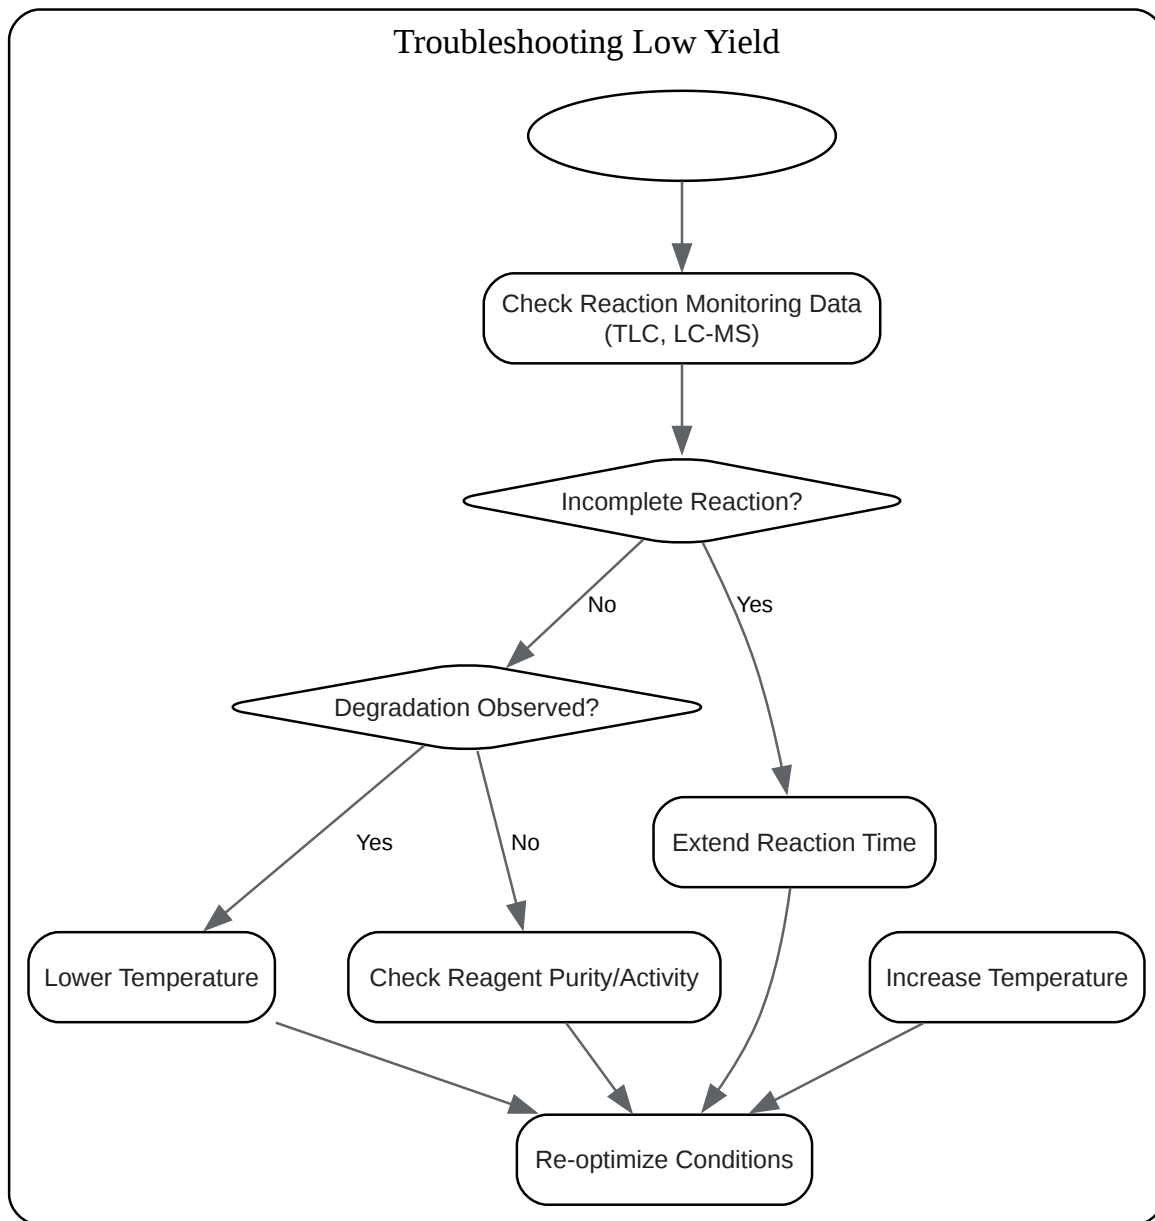 Troubleshooting Low Yield
Check Reaction Monitoring Data
(TLC, LC-MS)
Incomplete Reaction?
No
Yes
Degradation Observed?
Yes
No
Extend Reaction Time
Lower Temperature
Check Reagent Purity/Activity
Increase Temperature
Re-optimize Conditions